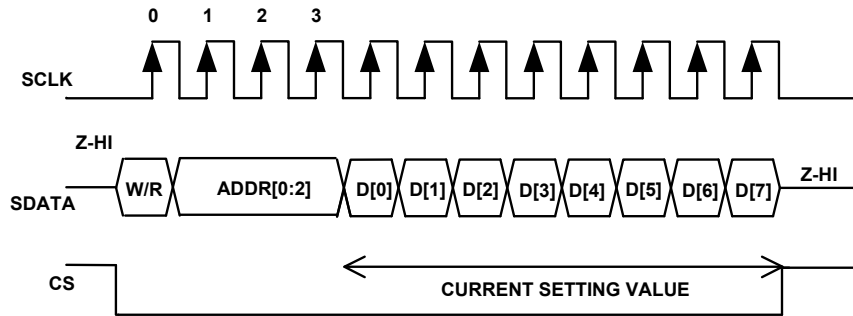 0 1 2 3
SCLK
Z-HI
SDATA W/R ADDR[0:2] D[0] D[1] D[2] D[3] D[4] D[5] D[6] D[7] Z-HI
CS
CURRENT SETTING VALUE